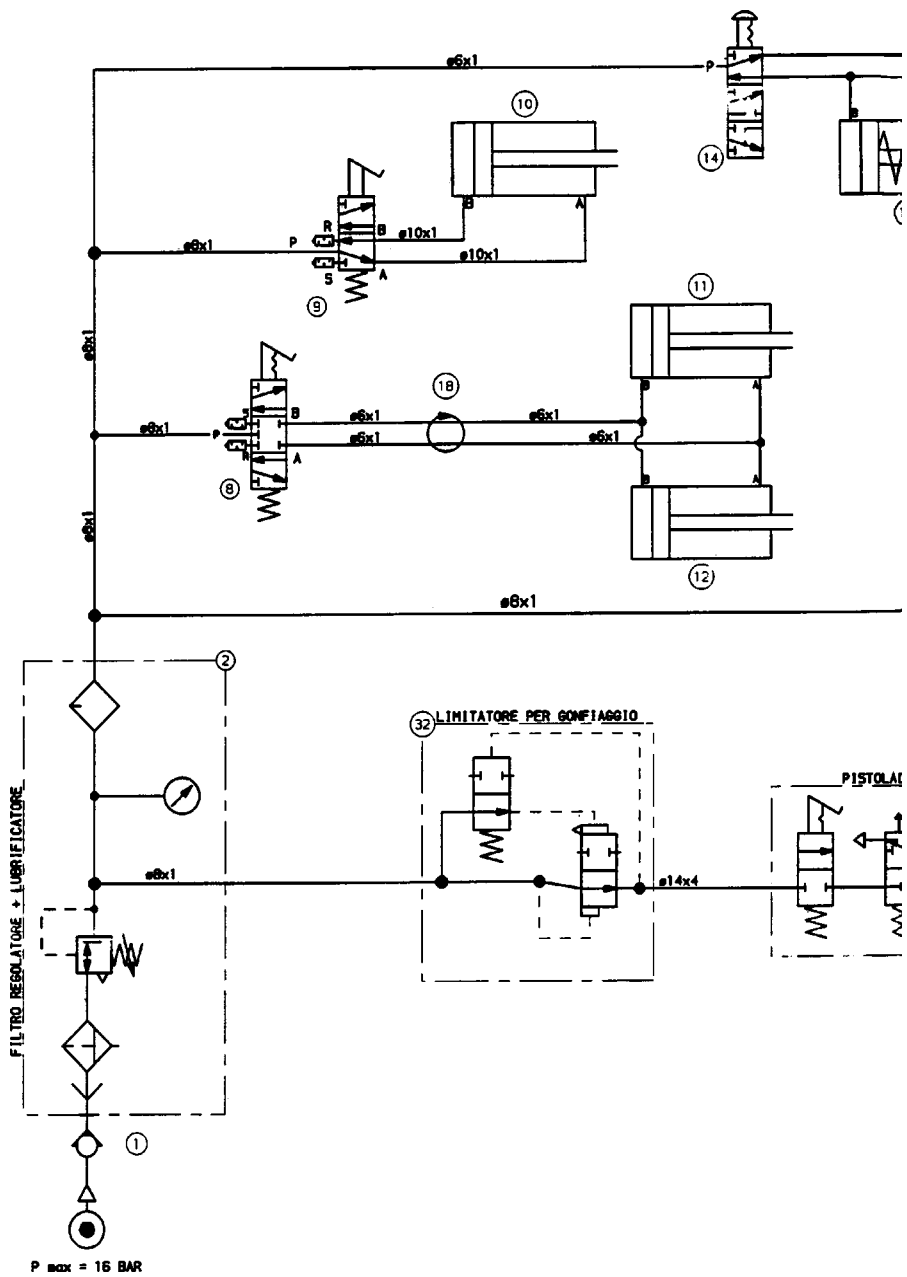 ø6x1
P
14
B
10
B
A
R
B
P
ø10x1
ø8x1
ø10x1
S
A
9
11
ø8x1
B
A
18
S
B
ø6x1
ø6x1
ø8x1
P
ø6x1
ø6x1
R
A
8
B
A
ø8x1
12
ø8x1
2
32
LIMITATORE PER GONFIAGGIO
PISTOLA
FILTRO REGOLATORE + LUBRIFICATORE
ø8x1
ø14x4
1
P max = 16 BAR